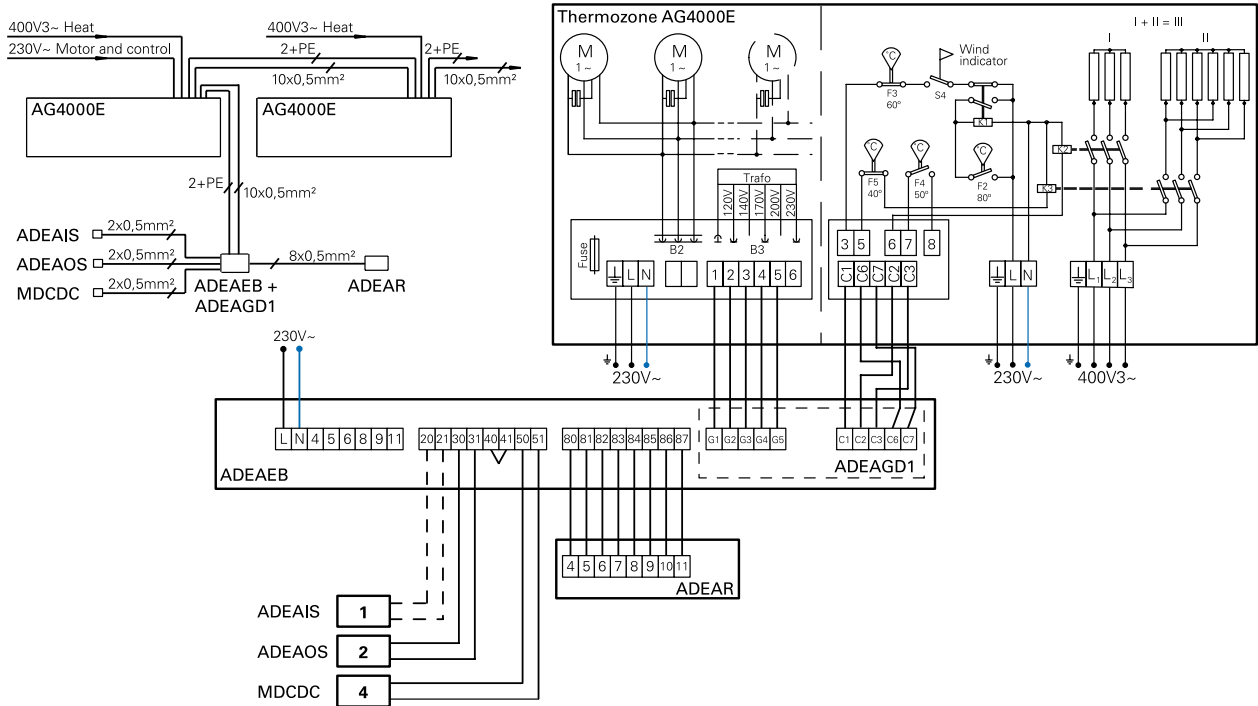 400V3~ Heat
230V~ Motor and control
400V3~ Heat
2+PE
10x0,5mm²
2+PE
10x0,5mm²
AG4000E
AG4000E
2+PE
10x0,5mm²
ADEAIS
2x0,5mm²
ADEAOS
2x0,5mm²
MDCDC
2x0,5mm²
8x0,5mm²
ADEAR
ADEAEB +
ADEAGD1
Thermozone AG4000E
M
1~
M
1~
M
1~
Trafo
120V
140V
170V
200V
230V
Fuse
B2
B3
L N
1 2 3 4 5 6
230V~
°C
F3
60°
S4
Wind
indicator
K1
°C
F5
40°
°C
F4
50°
°C
F2
80°
K2
K3
I + II = III
I
II
3 5
6 7
8
C1 C6 C7 C2 C3
L N
L1 L2 L3
230V~
400V3~
230V~
L N 4 5 6 8 9 11
20 21 30 31 40 41 50 51
80 81 82 83 84 85 86 87
G1 G2 G3 G4 G5
C1 C2 C3 C6 C7
ADEAEB
ADEAGD1
4 5 6 7 8 9 10 11
ADEAR
ADEAIS
1
ADEAOS
2
MDCDC
4